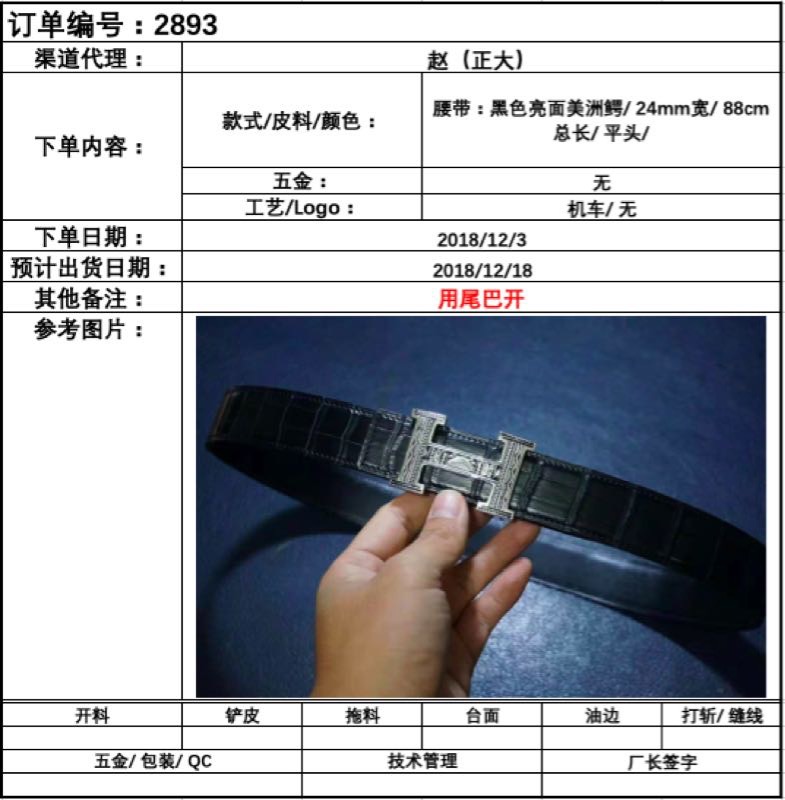 订单编号：2893
渠道代理： 赵（正大）
下单内容： 款式/皮料/颜色： 腰带：黑色亮面美洲鳄/ 24mm宽/ 88cm
总长/ 平头/
五金： 无
工艺/Logo： 机车/ 无
下单日期： 2018/12/3
预计出货日期： 2018/12/18
其他备注： 用尾巴开
参考图片：
开料 铲皮 拖料 台面 油边 打斩/ 缝线
五金/ 包装/ QC 技术管理 厂长签字